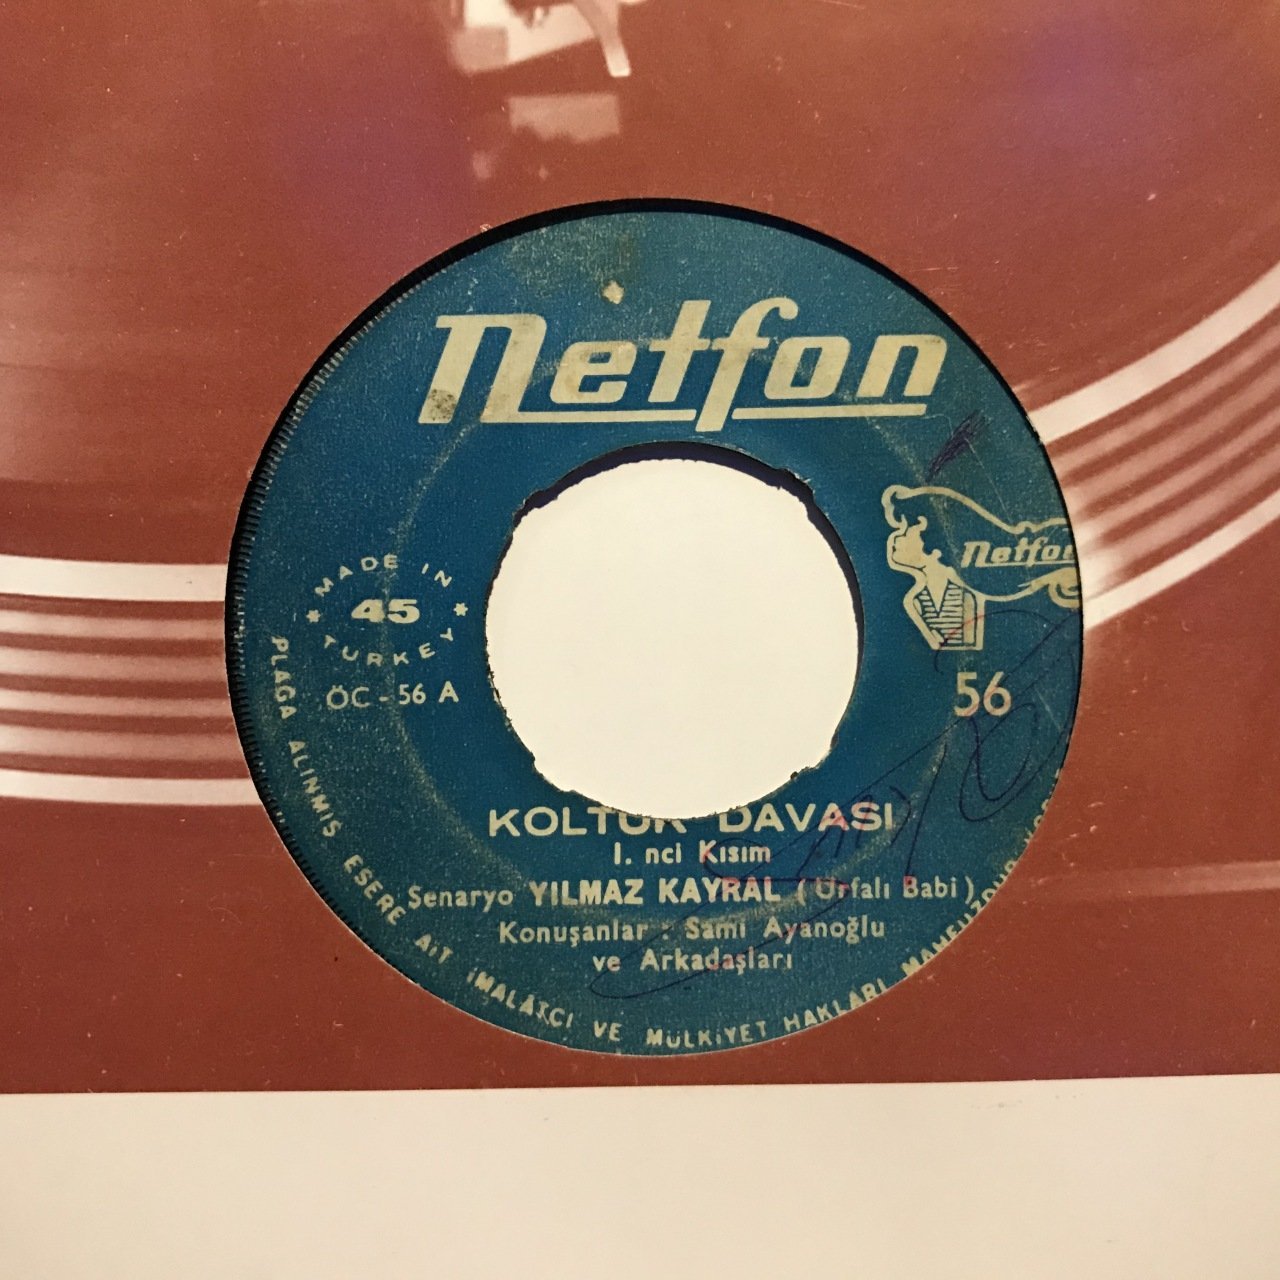 Netfon
MADE IN
45
TURKEY
ÖC - 56 A
Netfon
56
KOLTUK DAVASI
I. nci Kısım
Senaryo YILMAZ KAYRAL ( Urfalı Babi )
Konuşanlar : Sami Ayanoğlu
ve Arkadaşları
PLAĞA ALINMIŞ ESERE AİT İMALÂTÇI VE MÜLKİYET HAKLARI MAHFUZDUR